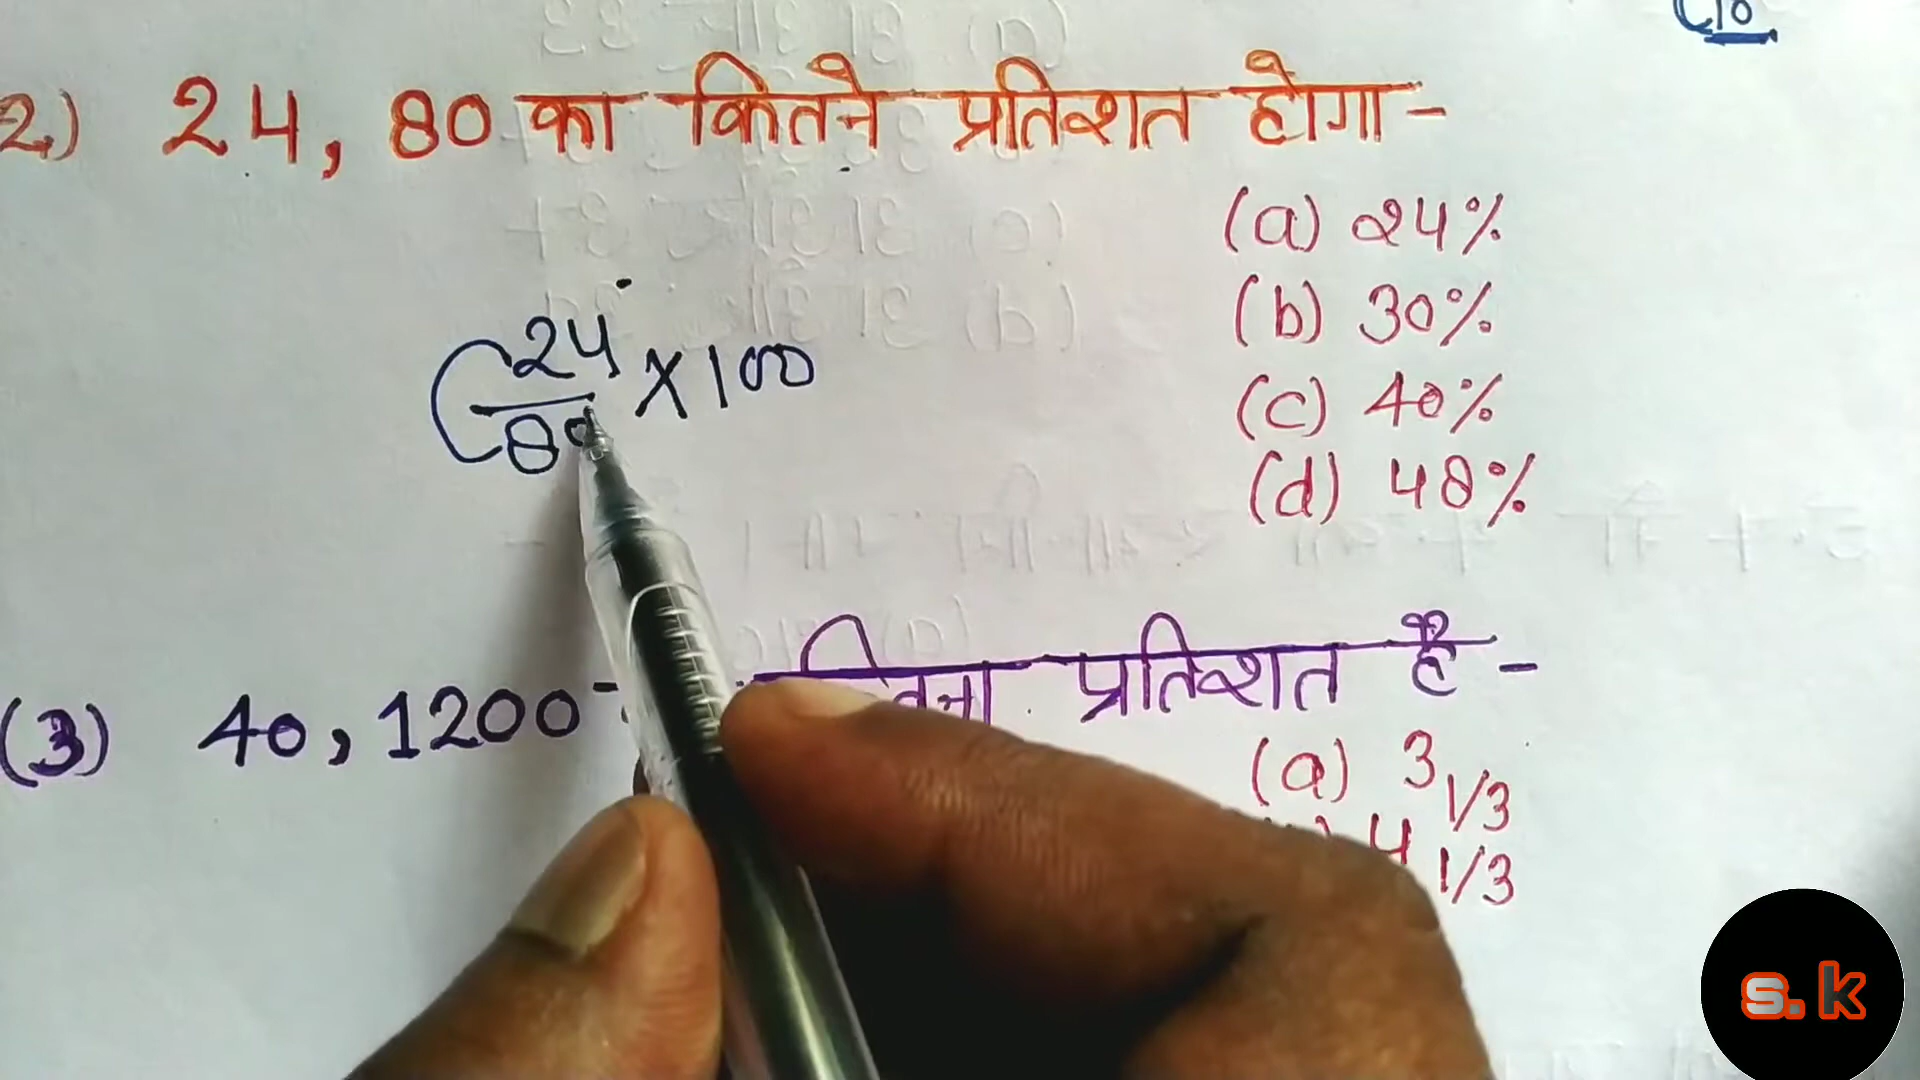 10
2) 24, 80 का कितने प्रतिशत होगा -
(a) 24%
(b) 30%
(c) 40%
(d) 48%
24
80
X 100
(3) 40, 1200 प्रतिशत है -
(a) 3 1/3
4 1/3
s.k